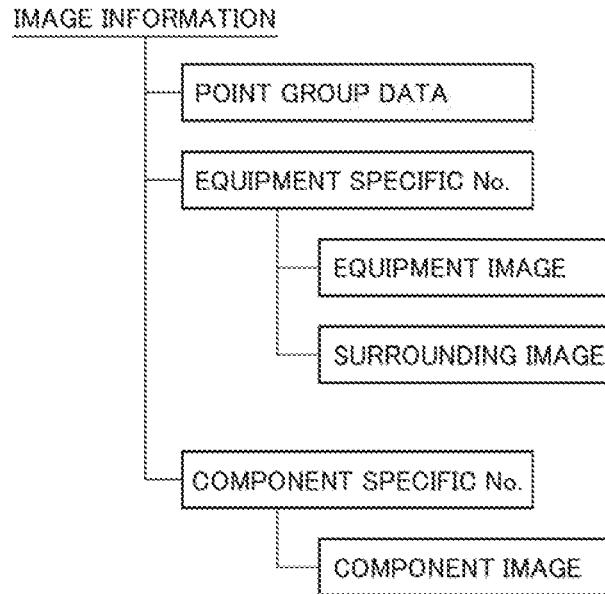 IMAGE INFORMATION
POINT GROUP DATA
EQUIPMENT SPECIFIC No.
EQUIPMENT IMAGE
SURROUNDING IMAGE
COMPONENT SPECIFIC No.
COMPONENT IMAGE